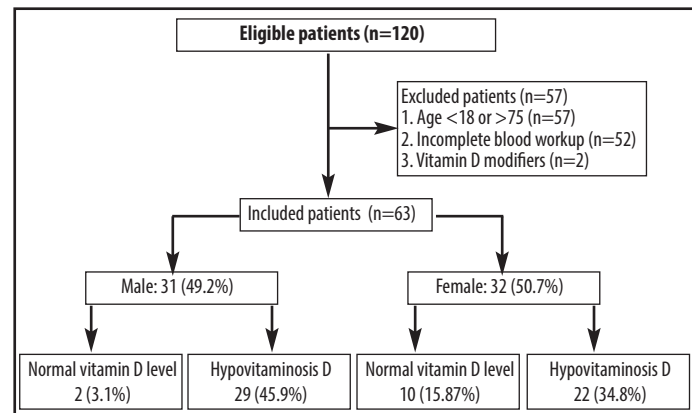 Eligible patients (n=120)
Excluded patients (n=57)
1. Age <18 or >75 (n=57)
2. Incomplete blood workup (n=52)
3. Vitamin D modifiers (n=2)
Included patients (n=63)
Male: 31 (49.2%)
Female: 32 (50.7%)
Normal vitamin D level
2 (3.1%)
Hypovitaminosis D
29 (45.9%)
Normal vitamin D level
10 (15.87%)
Hypovitaminosis D
22 (34.8%)